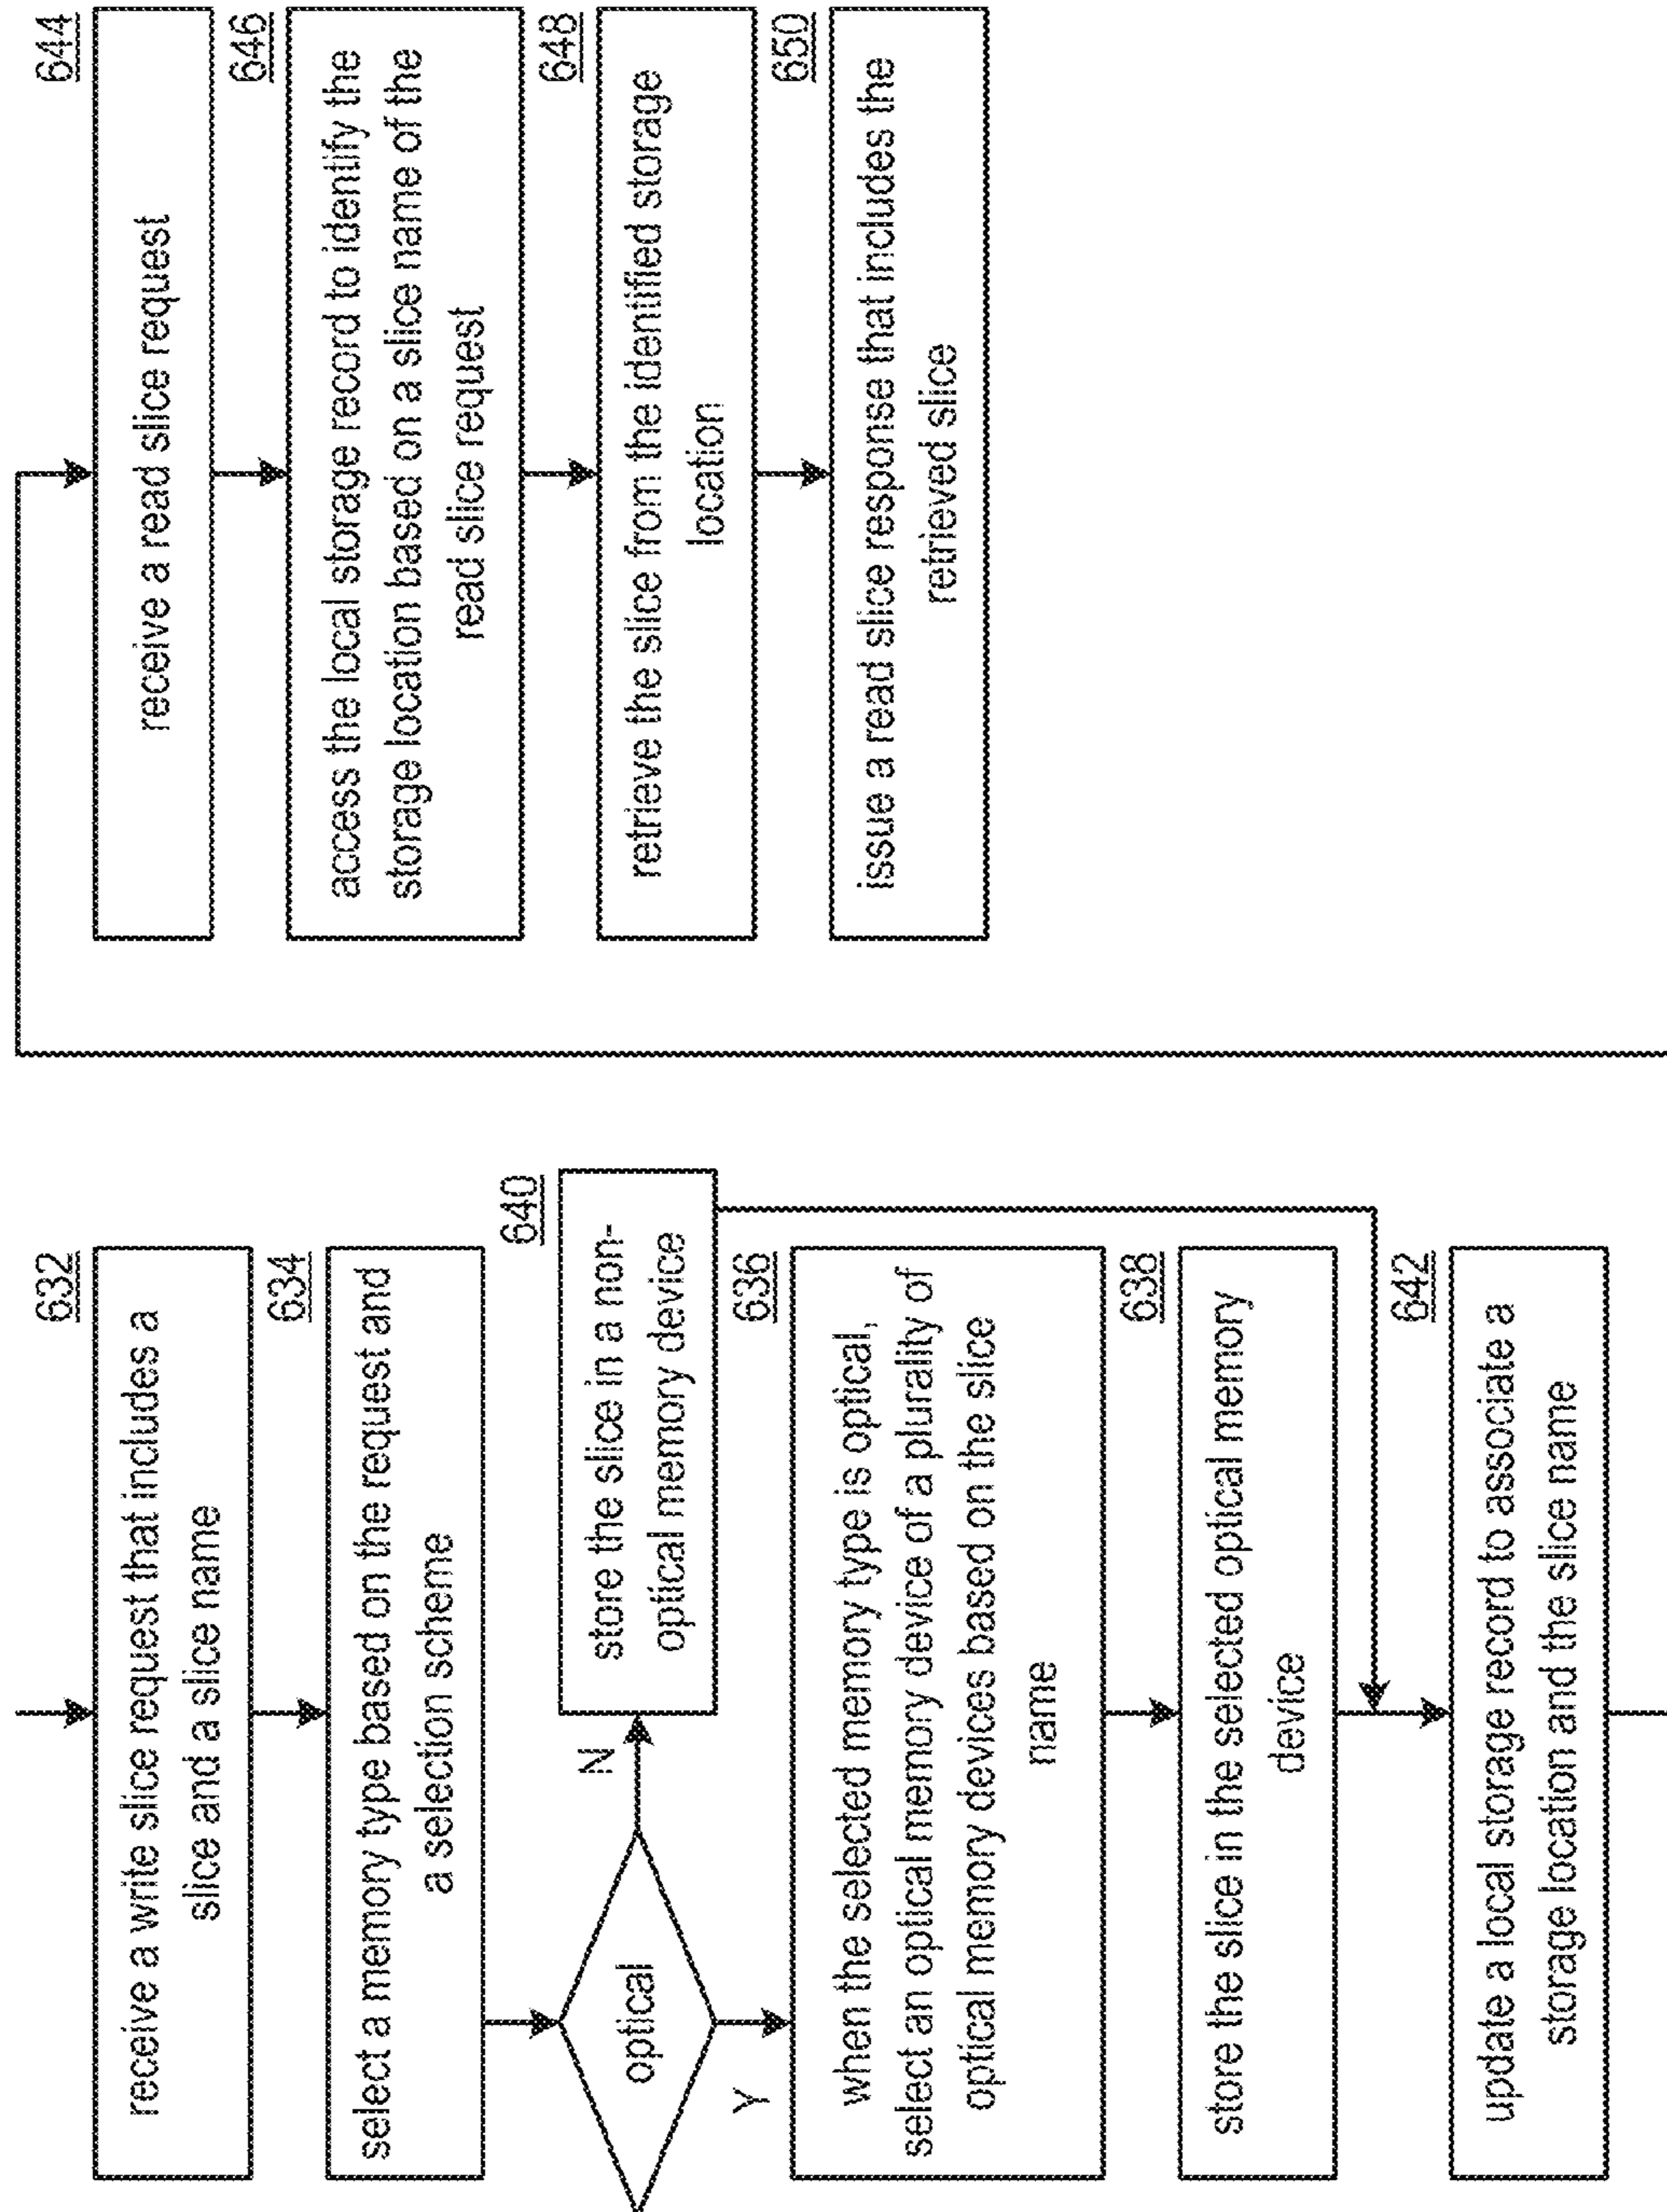 632
receive a write slice request that includes a
slice and a slice name
634
select a memory type based on the request and
a selection scheme
optical
N
Y
640
store the slice in a non-
optical memory device
636
when the selected memory type is optical,
select an optical memory device of a plurality of
optical memory devices based on the slice
name
638
store the slice in the selected optical memory
device
642
update a local storage record to associate a
storage location and the slice name
644
receive a read slice request
646
access the local storage record to identify the
storage location based on a slice name of the
read slice request
648
retrieve the slice from the identified storage
location
650
issue a read slice response that includes the
retrieved slice